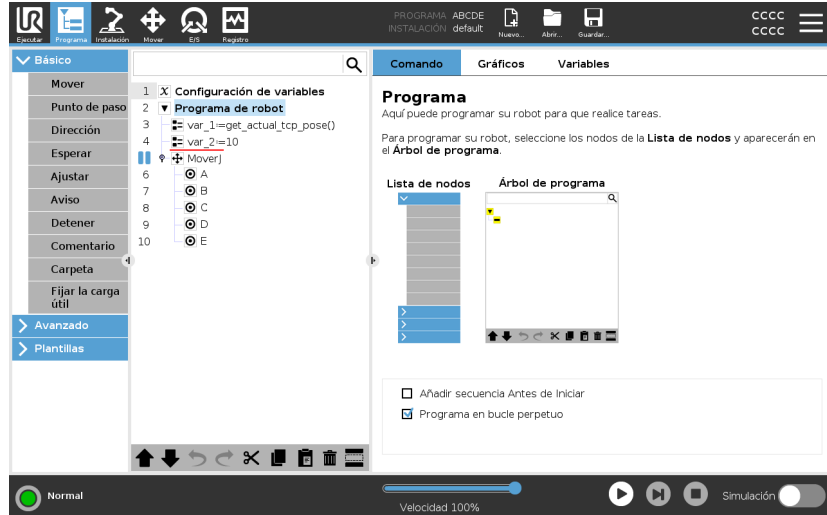 UR
PROGRAMA ABCDE
INSTALACIÓN default
CCCC
CCCC
Ejecutar Programa Instalación Mover E/S Registro Nuevo... Abrir... Guardar...
Básico
Mover
Punto de paso
Dirección
Esperar
Ajustar
Aviso
Detener
Comentario
Carpeta
Fijar la carga
útil
Avanzado
Plantillas
1 X Configuración de variables
2 Programa de robot
3 var_1:=get_actual_tcp_pose()
4 var_2:=10
MoverJ
6 A
7 B
8 C
9 D
10 E
Comando Gráficos Variables
Programa
Aquí puede programar su robot para que realice tareas.
Para programar su robot, seleccione los nodos de la Lista de nodos y aparecerán en
el Árbol de programa.
Lista de nodos Árbol de programa
Añadir secuencia Antes de Iniciar
Programa en bucle perpetuo
Normal
Velocidad 100%
Simulación